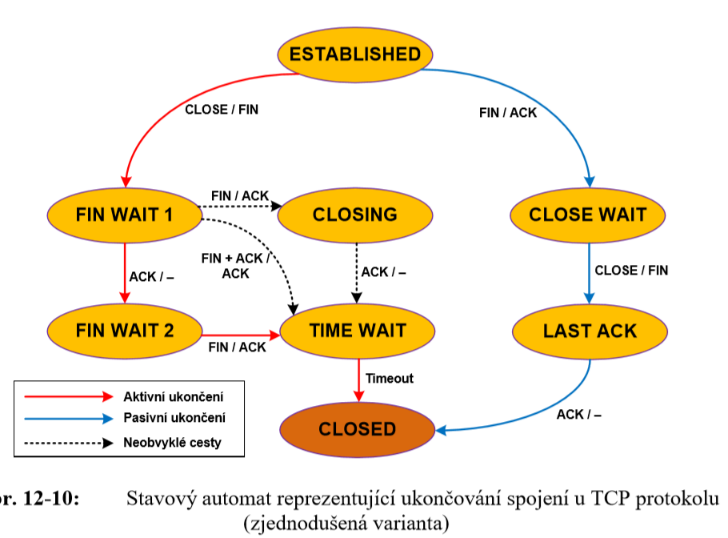 ESTABLISHED
CLOSE / FIN
FIN / ACK
FIN WAIT 1
FIN / ACK
CLOSING
CLOSE WAIT
FIN + ACK /
ACK
ACK / –
ACK / –
CLOSE / FIN
FIN WAIT 2
FIN / ACK
TIME WAIT
LAST ACK
Timeout
Aktivní ukončení
Pasivní ukončení
Neobvyklé cesty
CLOSED
ACK / –
or. 12-10: Stavový automat reprezentující ukončování spojení u TCP protokolu
(zjednodušená varianta)